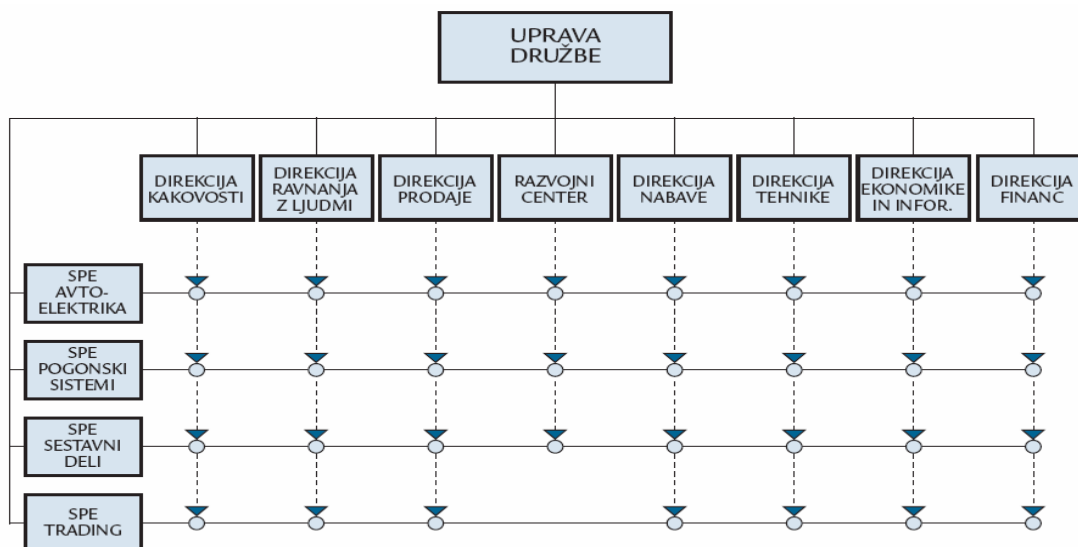 UPRAVA
DRUŽBE
DIREKCIJA
KAKOVOSTI
DIREKCIJA
RAVNANJA
Z LJUDMI
DIREKCIJA
PRODAJE
RAZVOJNI
CENTER
DIREKCIJA
NABAVE
DIREKCIJA
TEHNIKE
DIREKCIJA
EKONOMIKE
IN INFOR.
DIREKCIJA
FINANC
SPE
AVTO-
ELEKTRIKA
SPE
POGONSKI
SISTEMI
SPE
SESTAVNI
DELI
SPE
TRADING